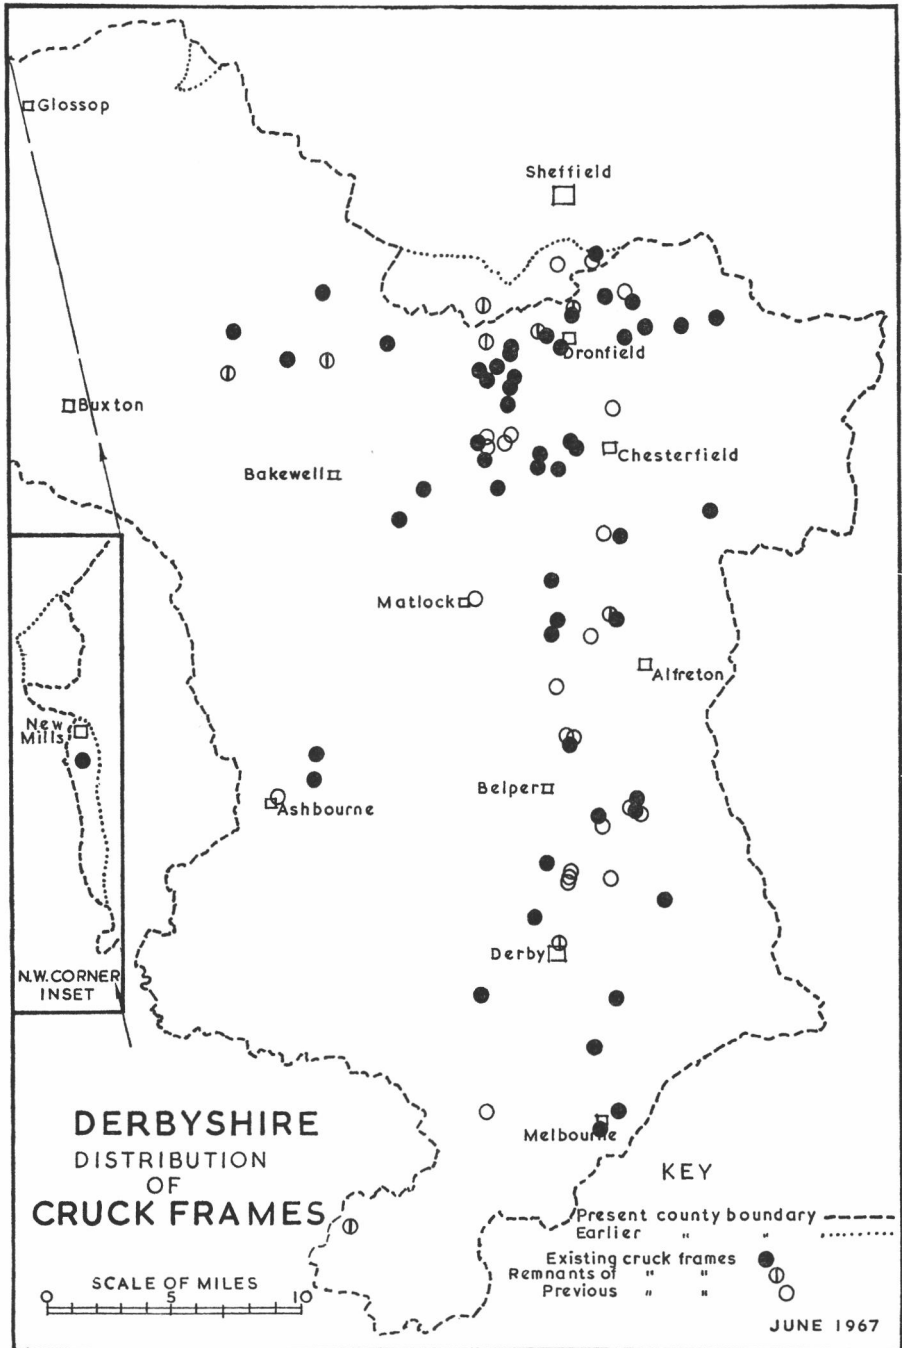 Glossop
Sheffield
Dronfield
Buxton
Chesterfield
Bakewell
Matlock
Alfreton
New
Mills
Belper
Ashbourne
Derby
N.W. CORNER
INSET
Melbourne
DERBYSHIRE
DISTRIBUTION
OF
CRUCK FRAMES
SCALE OF MILES
0 5 10
KEY
Present county boundary
Earlier " "
Existing cruck frames
Remnants of " "
Previous " "
JUNE 1967